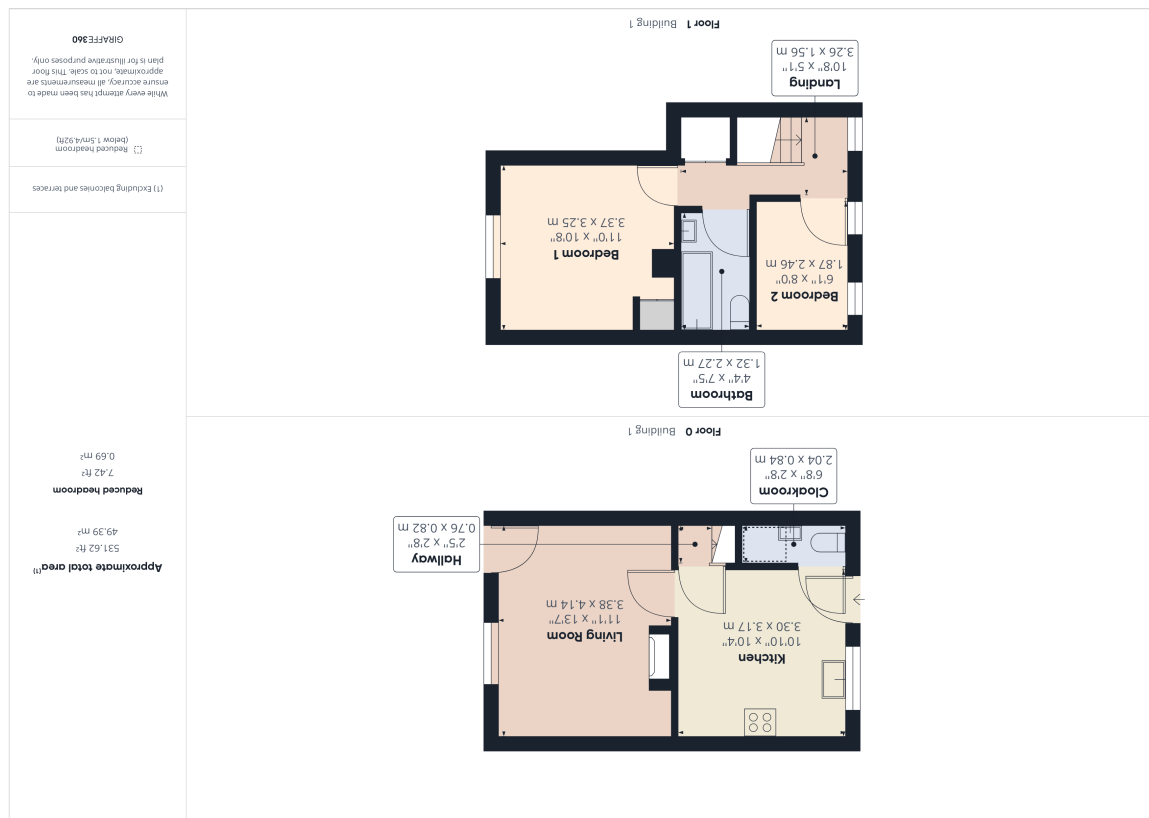 Kitchen
10'10" x 10'4"
3.30 x 3.17 m
Living Room
11'1" x 13'7"
3.38 x 4.14 m
Hallway
2'5" x 2'8"
0.76 x 0.82 m
Cloakroom
6'8" x 2'8"
2.04 x 0.84 m
Floor 0 Building 1
Bathroom
4'4" x 7'5"
1.32 x 2.27 m
Bedroom 2
6'1" x 8'0"
1.87 x 2.46 m
Bedroom 1
11'0" x 10'8"
3.37 x 3.25 m
Landing
10'8" x 5'1"
3.26 x 1.56 m
Floor 1 Building 1
Approximate total area(1)
531.62 ft²
49.39 m²
Reduced headroom
7.42 ft²
0.69 m²
(1) Excluding balconies and terraces
Reduced headroom
(below 1.5m/4.92ft)
While every attempt has been made to
ensure accuracy, all measurements are
approximate, not to scale. This floor
plan is for illustrative purposes only.
GIRAFFE360